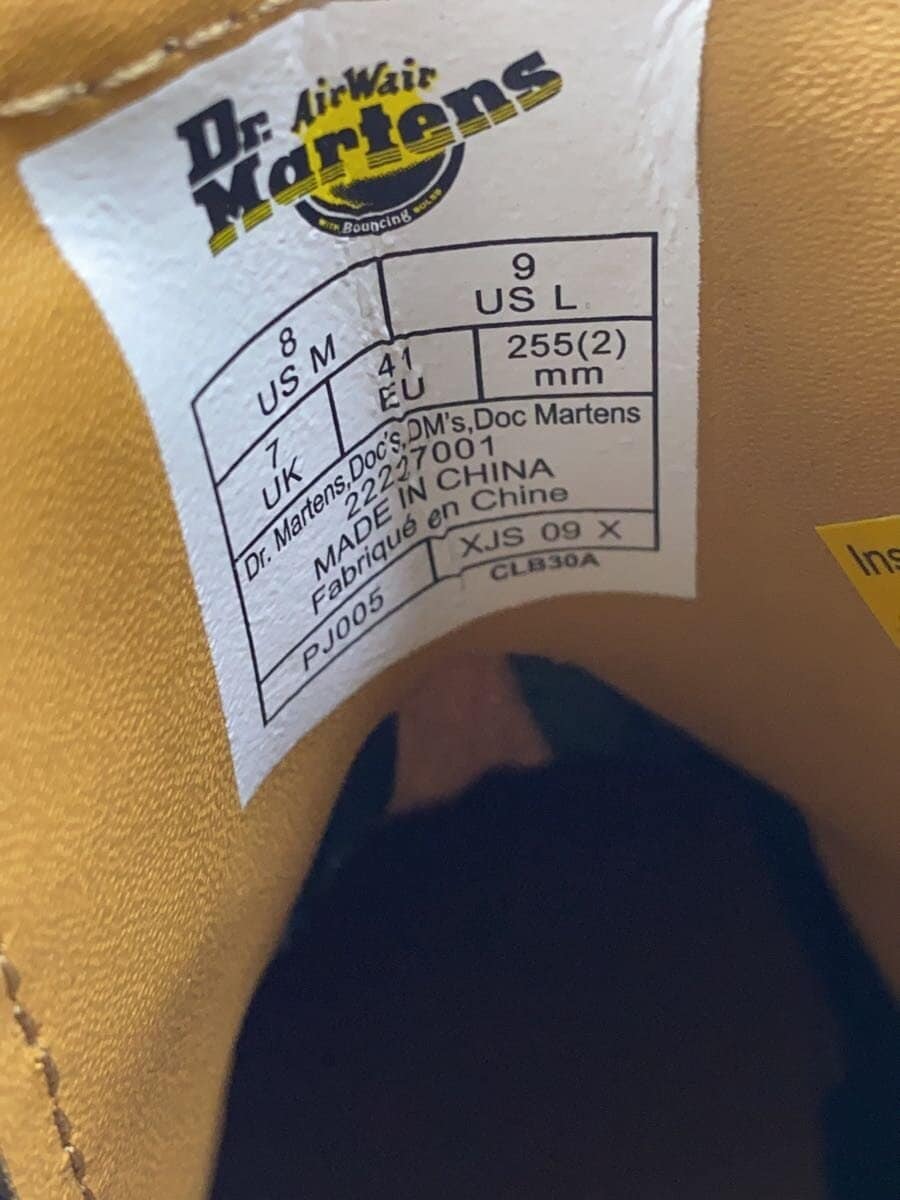 AirWair
Dr. Martens
WITH Bouncing SOLES
8
US M
9
US L
7
UK
41
EU
255(2)
mm
Dr. Martens,Doc's,DM's,Doc Martens
22227001
MADE IN CHINA
Fabriqué en Chine
PJ005
XJS 09 X
CLB30A
Ins